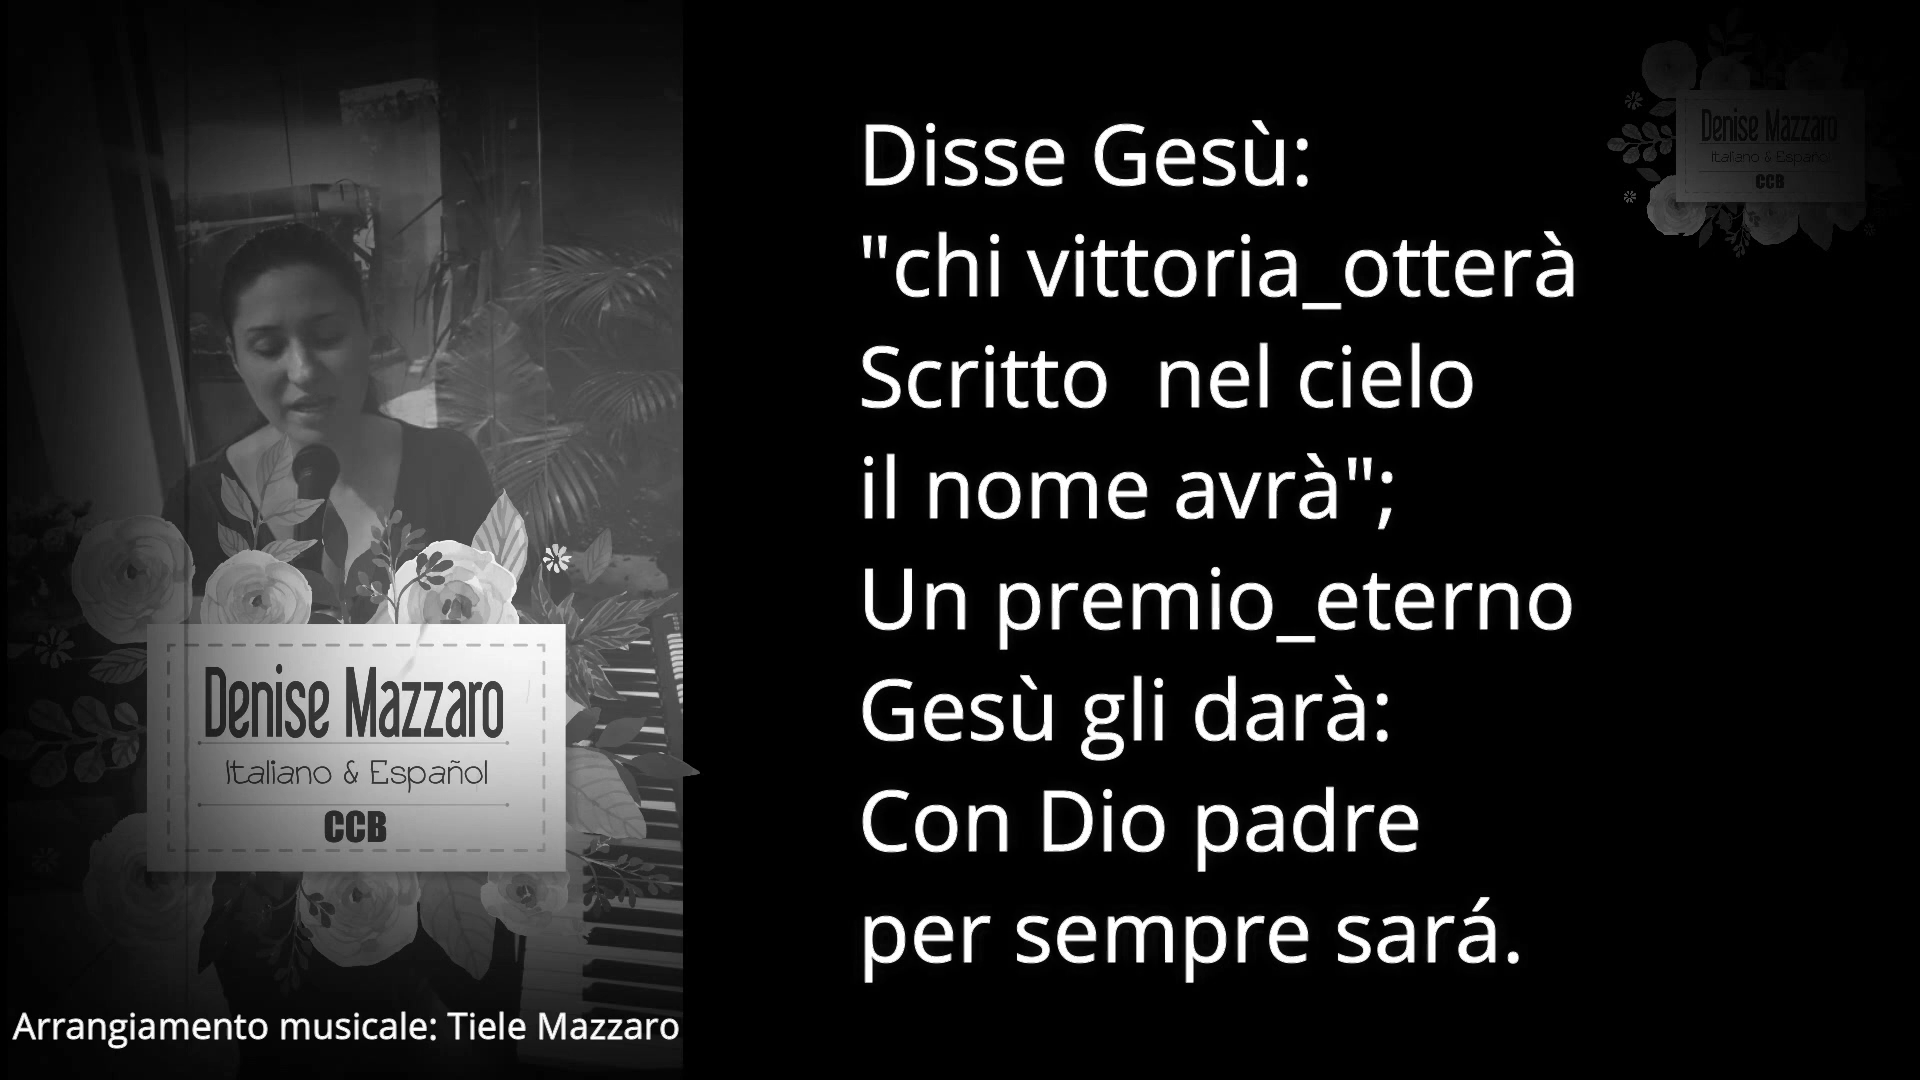 Disse Gesù:
"chi vittoria_otterà
Scritto  nel cielo
il nome avrà";
Un premio_eterno
Gesù gli darà:
Con Dio padre
per sempre sará.
Denise Mazzaro
Italiano & Español
CCB
Arrangiamento musicale: Tiele Mazzaro
Denise Mazzaro
Italiano & Español
CCB